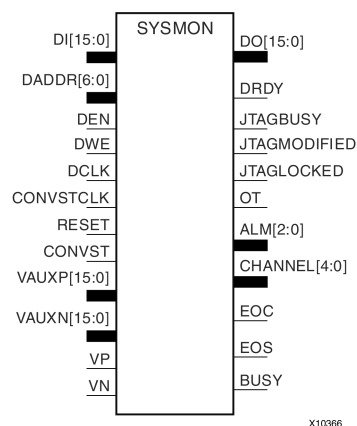 SYSMON
DI[15:0]
DADDR[6:0]
DEN
DWE
DCLK
CONVSTCLK
RESET
CONVST
VAUXP[15:0]
VAUXN[15:0]
VP
VN
DO[15:0]
DRDY
JTAGBUSY
JTAGMODIFIED
JTAGLOCKED
OT
ALM[2:0]
CHANNEL[4:0]
EOC
EOS
BUSY
X10366